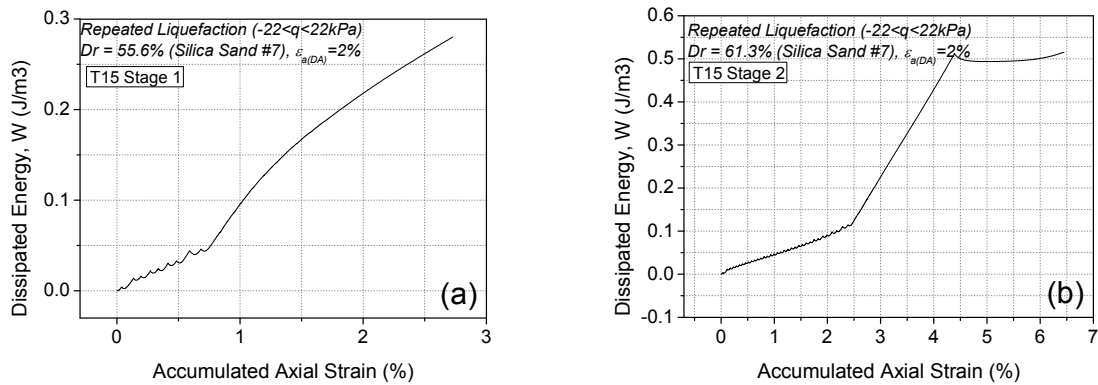 Repeated Liquefaction (-22<q<22kPa)
Dr = 55.6% (Silica Sand #7), εa(DA)=2%
T15 Stage 1
0.3
0.2
0.1
0.0
Dissipated Energy, W (J/m3)
(a)
0 1 2 3
Accumulated Axial Strain (%)
Repeated Liquefaction (-22<q<22kPa)
Dr = 61.3% (Silica Sand #7), εa(DA)=2%
T15 Stage 2
0.6
0.5
0.4
0.3
0.2
0.1
0.0
-0.1
Dissipated Energy, W (J/m3)
(b)
0 1 2 3 4 5 6 7
Accumulated Axial Strain (%)